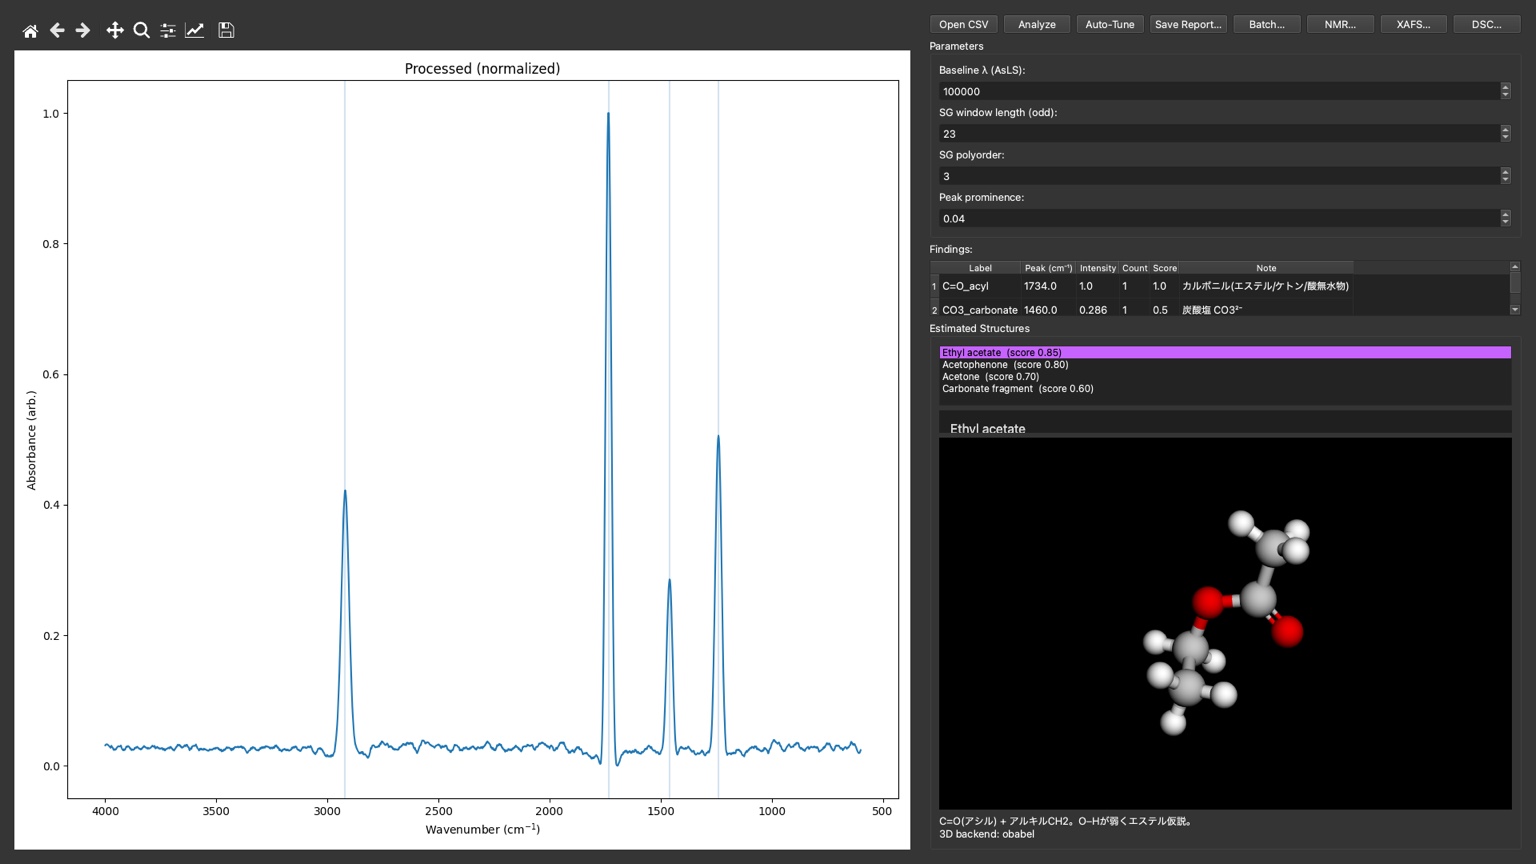 Open CSV Analyze Auto-Tune Save Report... Batch... NMR... XAFS... DSC...
Processed (normalized)
1.0
0.8
0.6
0.4
0.2
0.0
Absorbance (arb.)
4000 3500 3000 2500 2000 1500 1000 500
Wavenumber (cm⁻¹)
Parameters
Baseline λ (AsLS):
100000
SG window length (odd):
23
SG polyorder:
3
Peak prominence:
0.04
Findings:
Label Peak (cm⁻¹) Intensity Count Score Note
1 C=O_acyl 1734.0 1.0 1 1.0 カルボニル(エステル/ケトン/酸無水物)
2 CO3_carbonate 1460.0 0.286 1 0.5 炭酸塩 CO3²⁻
Estimated Structures
Ethyl acetate (score 0.85)
Acetophenone (score 0.80)
Acetone (score 0.70)
Carbonate fragment (score 0.60)
Ethyl acetate
C=O(アシル) + アルキルCH2。O–Hが弱くエステル仮説。
3D backend: obabel